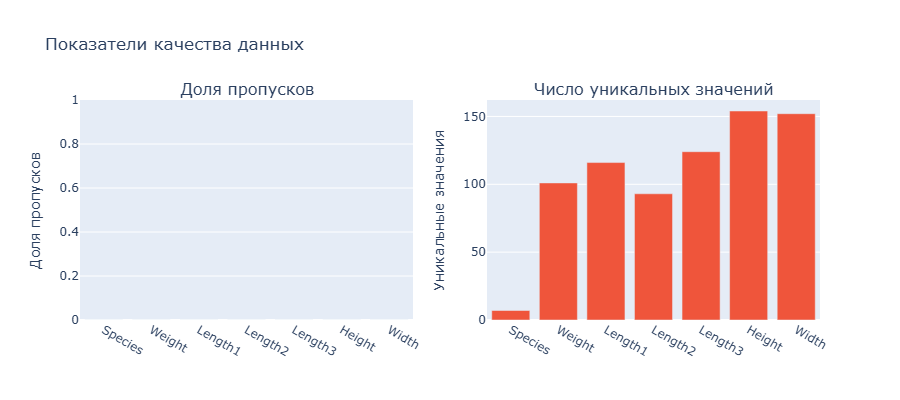 Показатели качества данных
Доля пропусков
Доля пропусков
1
0.8
0.6
0.4
0.2
0
Species
Weight
Length1
Length2
Length3
Height
Width
Число уникальных значений
Уникальные значения
150
100
50
0
Species
Weight
Length1
Length2
Length3
Height
Width